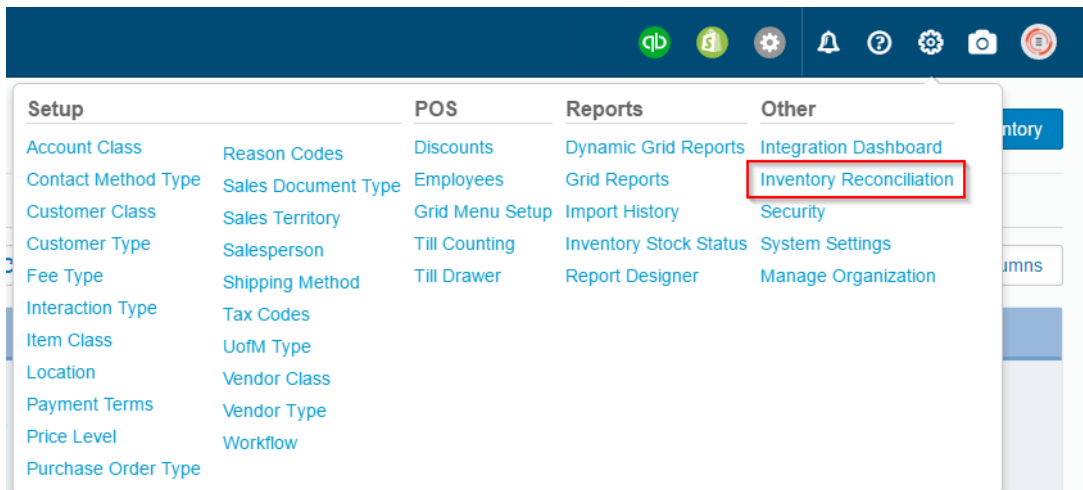 qb
S
Setup
Account Class
Contact Method Type
Customer Class
Customer Type
Fee Type
Interaction Type
Item Class
Location
Payment Terms
Price Level
Purchase Order Type
Reason Codes
Sales Document Type
Sales Territory
Salesperson
Shipping Method
Tax Codes
UofM Type
Vendor Class
Vendor Type
Workflow
POS
Discounts
Employees
Grid Menu Setup
Till Counting
Till Drawer
Reports
Dynamic Grid Reports
Grid Reports
Import History
Inventory Stock Status
Report Designer
Other
Integration Dashboard
Inventory Reconciliation
Security
System Settings
Manage Organization
ntory
umns